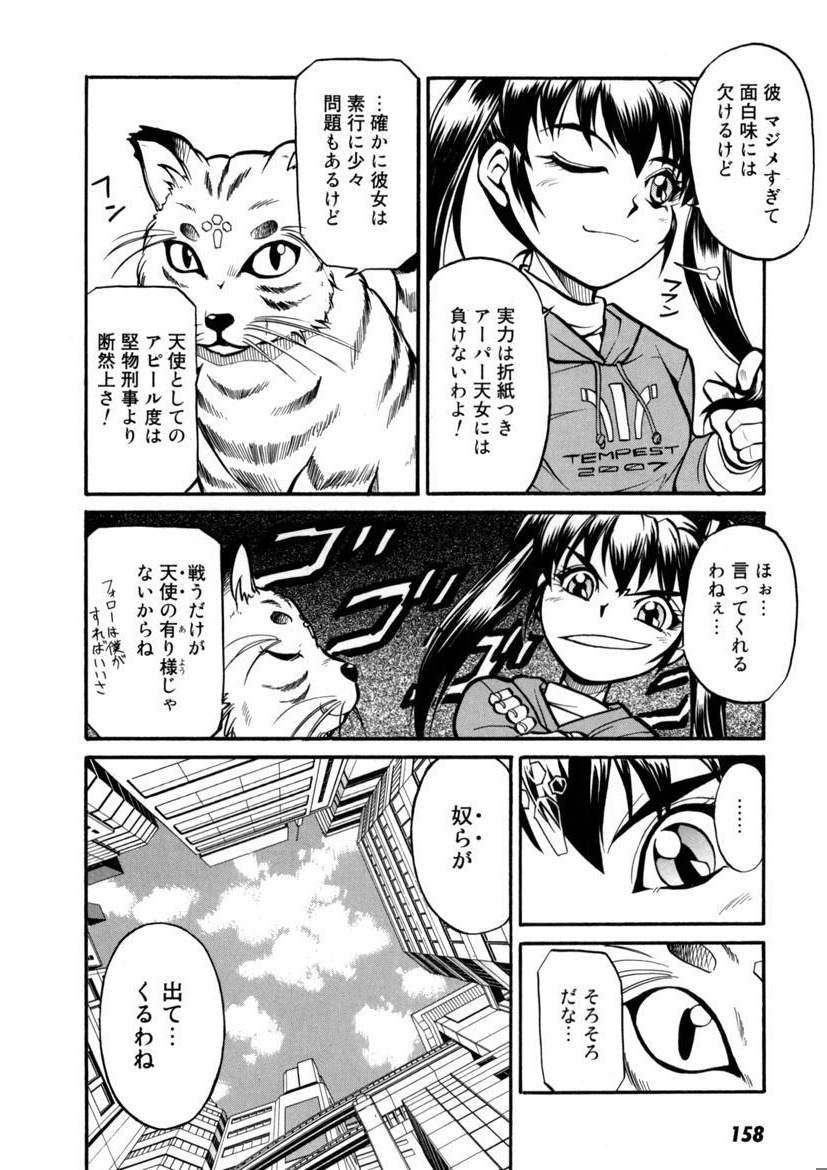 彼 マジメすぎて
面白味には
欠けるけど
実力は折紙つき
アーパー天女には
負けないわよ!
TEMPEST
2007
フン
…確かに彼女は
素行に少々
問題もあるけど
ムッ
天使としての
アピール度は
堅物刑事より
断然上さ!
ほぉ…
言ってくれる
わねぇ…
ゴゴゴゴ
戦うだけが
天使の有り様じゃ
あ
よう
ないからね
フォローは僕が
すればいいさ
……
そろそろ
だな…
奴らが
出て…
くるわね
158